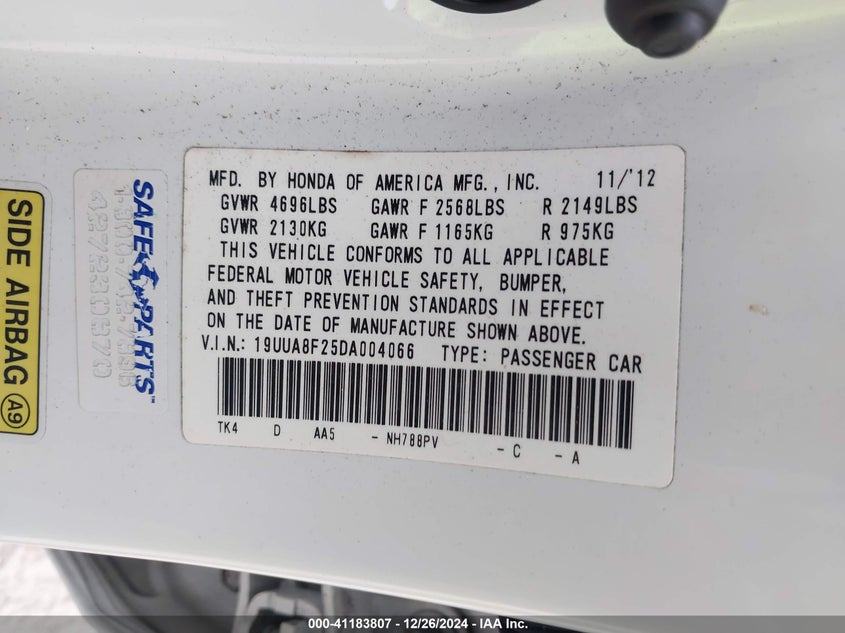 MFD. BY HONDA OF AMERICA MFG., INC. 11/'12
GVWR 4696LBS GAWR F 2568LBS R 2149LBS
GVWR 2130KG GAWR F 1165KG R 975KG
THIS VEHICLE CONFORMS TO ALL APPLICABLE
FEDERAL MOTOR VEHICLE SAFETY, BUMPER,
AND THEFT PREVENTION STANDARDS IN EFFECT
ON THE DATE OF MANUFACTURE SHOWN ABOVE.
V.I.N.: 19UUA8F25DA004066 TYPE: PASSENGER CAR
TK4 D AA5 - NH788PV - C - A
SIDE AIRBAG A9
SAFE PARTS™
000-41183807 - 12/26/2024 - IAA Inc.